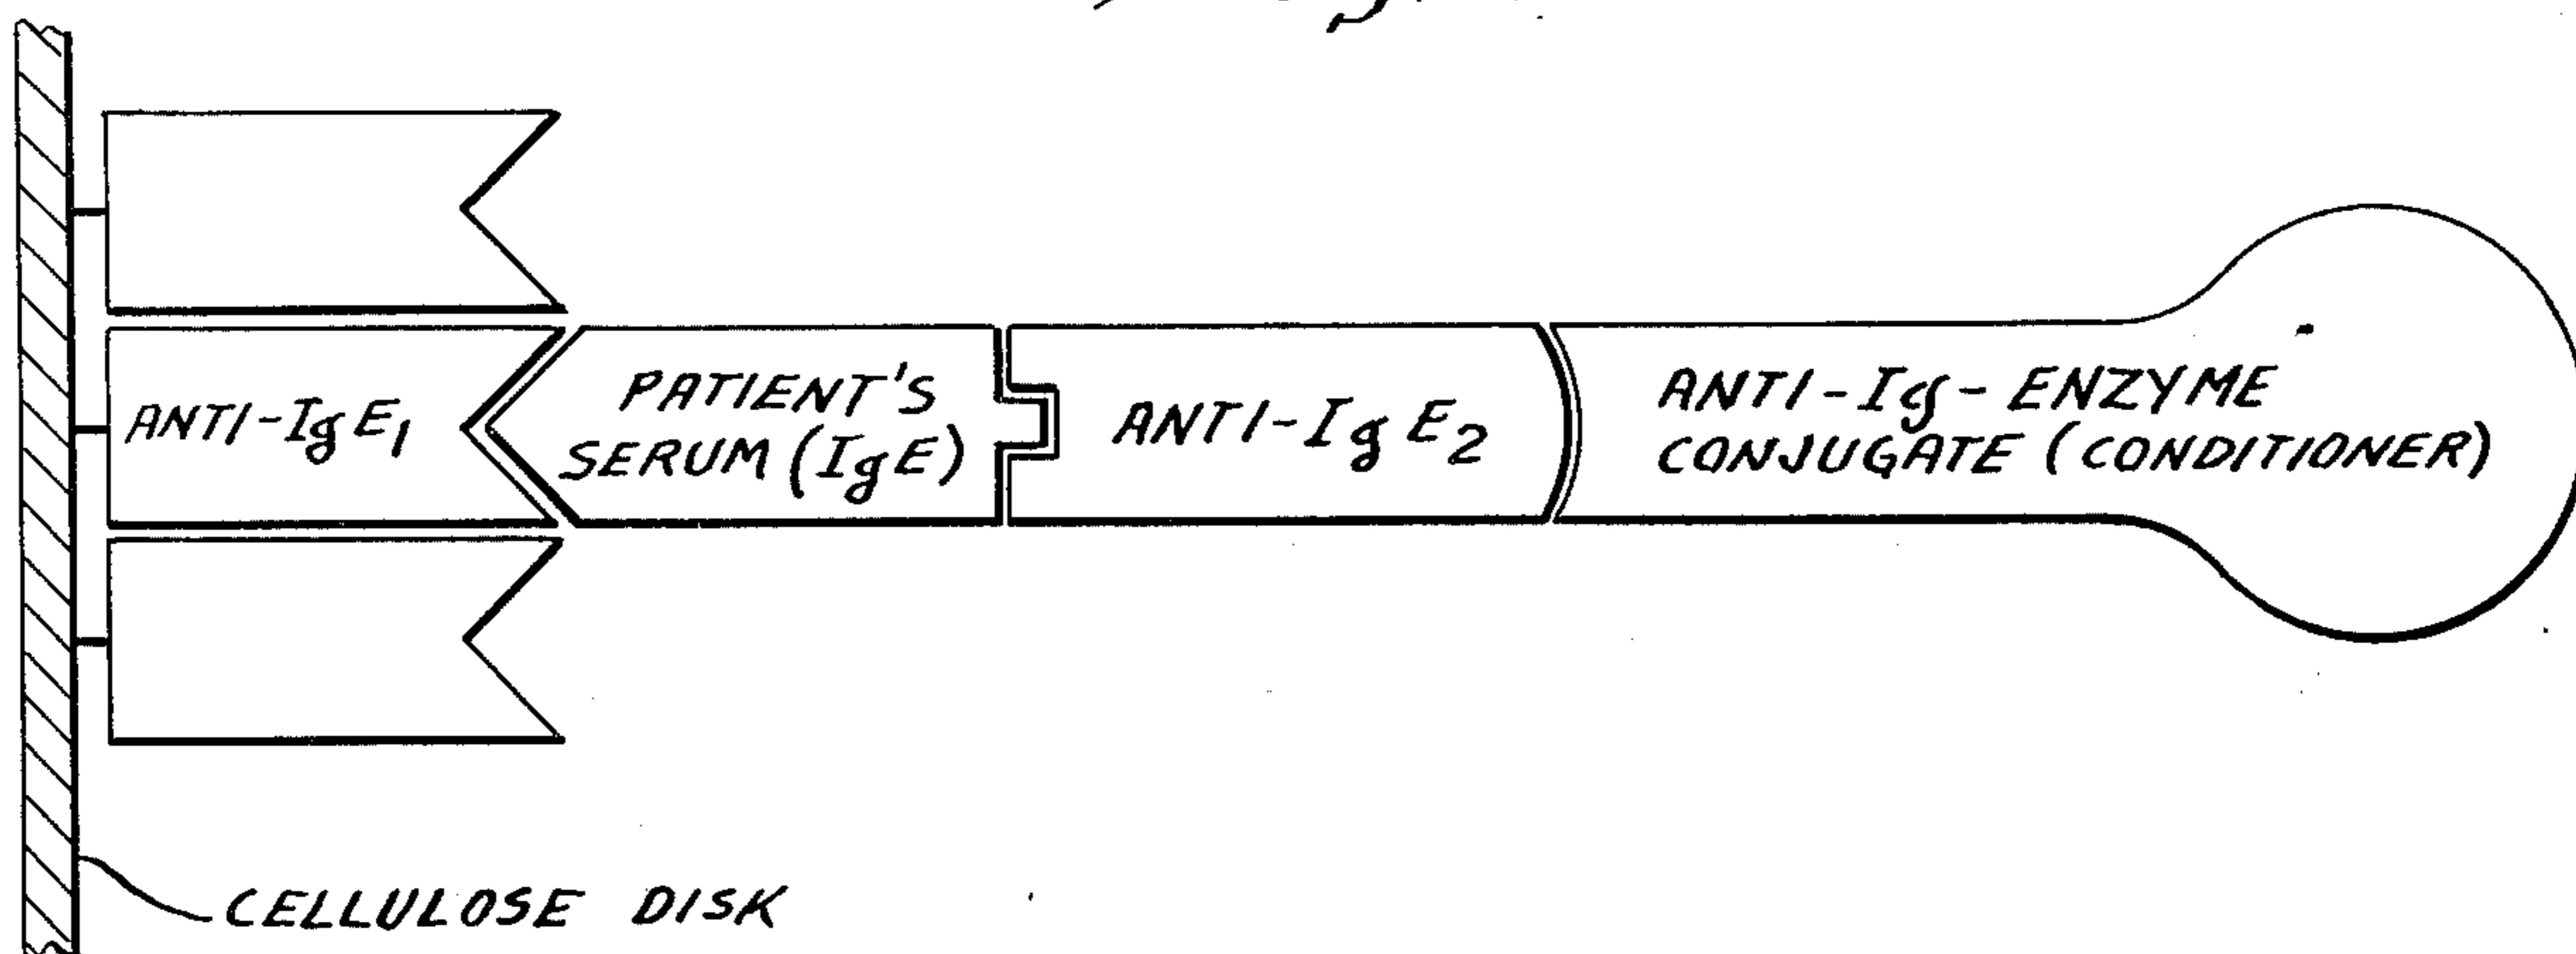 ANTI-IgE₁
PATIENT'S
SERUM (IgE)
ANTI-IgE₂
ANTI-Ig-ENZYME
CONJUGATE (CONDITIONER)
CELLULOSE DISK